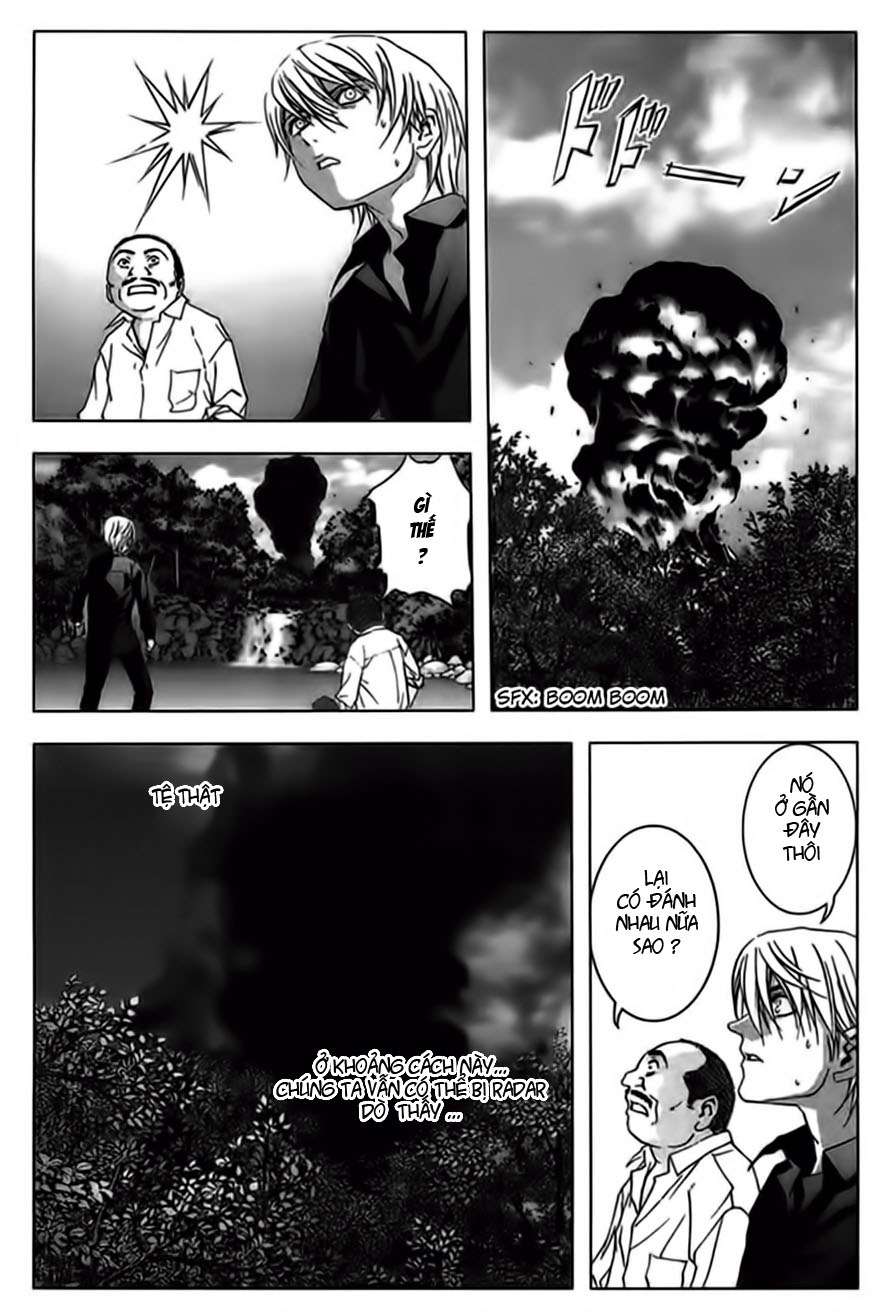 ドドーン
SFX: BOOM BOOM
GÌ
THẾ
?
NÓ
Ở GẦN
ĐÂY
THÔI
LẠI
CÓ ĐÁNH
NHAU NỮA
SAO ?
TỆ THẬT
Ở KHOẢNG CÁCH NÀY...
CHÚNG TA VẪN CÓ THỂ BỊ RADAR
DÒ THẤY ...